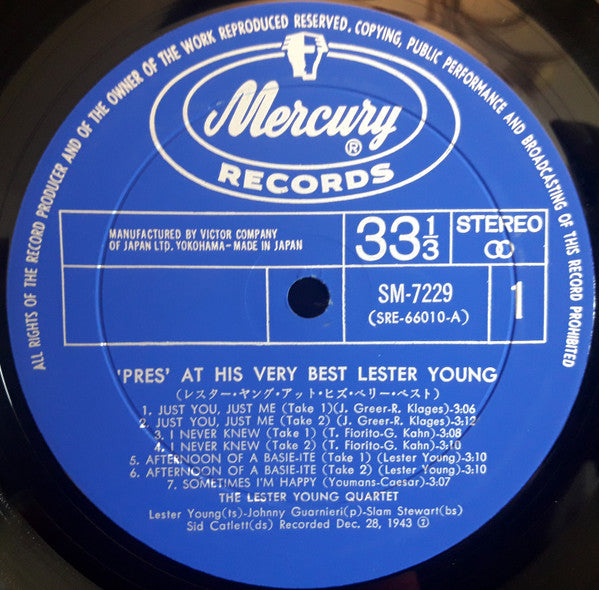 ALL RIGHTS OF THE RECORD PRODUCER AND OF THE OWNER OF THE WORK REPRODUCED RESERVED. COPYING, PUBLIC PERFORMANCE AND BROADCASTING OF THIS RECORD PROHIBITED
Mercury
®
RECORDS
MANUFACTURED BY VICTOR COMPANY
OF JAPAN LTD. YOKOHAMA-MADE IN JAPAN
33 1/3
STEREO
SM-7229
(SRE-66010-A)
1
'PRES' AT HIS VERY BEST LESTER YOUNG
(レスター・ヤング・アット・ヒズ・ベリー・ベスト)
1. JUST YOU, JUST ME (Take 1)(J. Greer-R. Klages)-3:06
2. JUST YOU, JUST ME (Take 2)(J. Greer-R. Klages)-3:12
3. I NEVER KNEW (Take 1) (T. Fiorito-G. Kahn)-3:08
4. I NEVER KNEW (Take 2) (T. Fiorito-G. Kahn)-3:10
5. AFTERNOON OF A BASIE-ITE (Take 1) (Lester Young)-3:10
6. AFTERNOON OF A BASIE-ITE (Take 2) (Lester Young)-3:10
7. SOMETIMES I'M HAPPY (Youmans-Caesar)-3:07
THE LESTER YOUNG QUARTET
Lester Young(ts)-Johnny Guarnieri(p)-Slam Stewart(bs)
Sid Catlett(ds) Recorded Dec. 28, 1943 ②